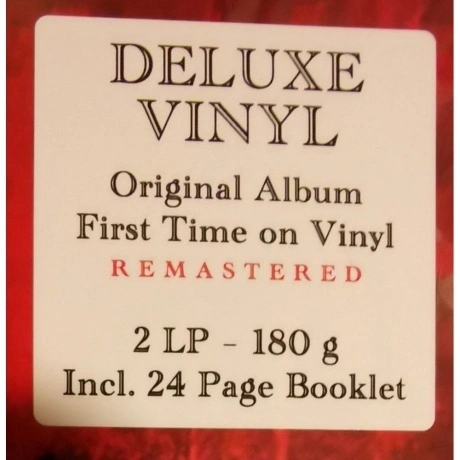 DELUXE
VINYL
Original Album
First Time on Vinyl
REMASTERED
2 LP - 180 g
Incl. 24 Page Booklet